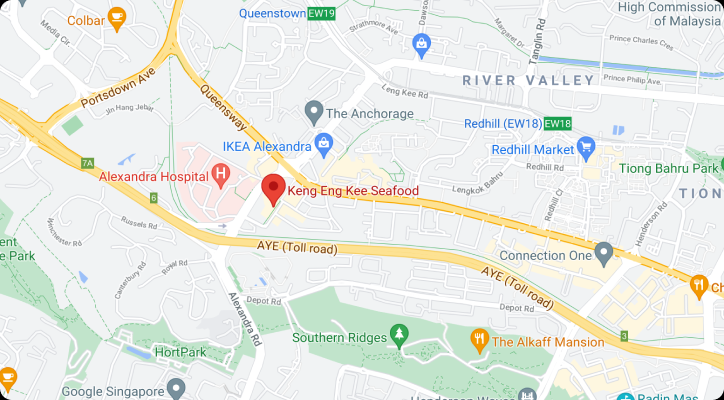 Queenstown EW19
High Commission
of Malaysia
Colbar
Strathmore Ave
Margaret Dr
Tanglin Rd
Prince Charles Cres
Media Cir
Portsdown Ave
RIVER VALLEY
Prince Philip Ave
Leng Kee Rd
Jln Hang Jebat
Queensway
The Anchorage
Redhill (EW18) EW18
IKEA Alexandra
Redhill Market
7A
Alexandra Hospital
H
Redhill Rd
Tiong Bahru Park
Keng Eng Kee Seafood
Lengkok Bahru
TION
6
Redhill Cl
Henderson Rd
Russels Rd
AYE (Toll road)
Connection One
ent
e Park
Royal Rd
Canterbury Rd
AYE (Toll road)
Alexandra Rd
Depot Rd
Depot Rd
Ch
Southern Ridges
The Alkaff Mansion
3
HortPark
Google Singapore
Henderson Waves
Radin Mas